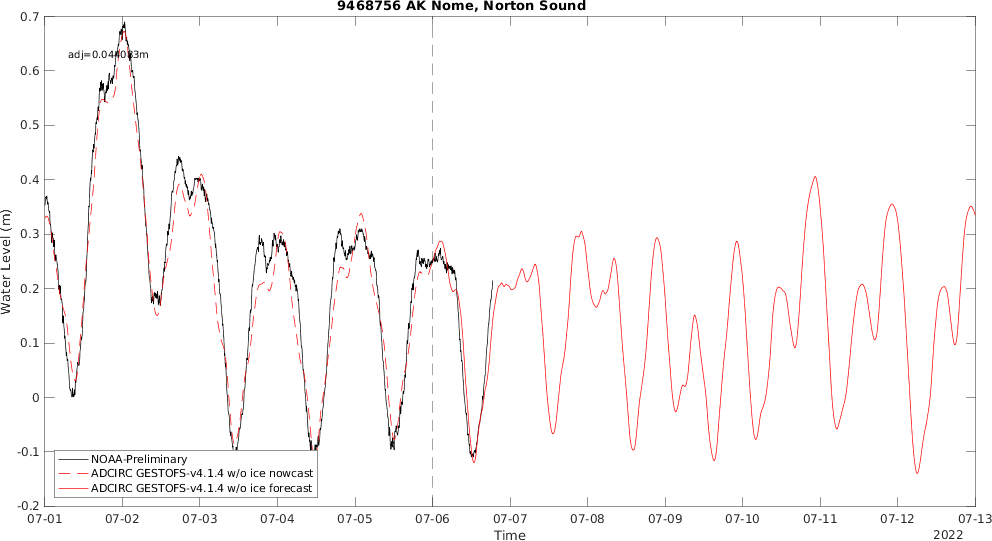 9468756 AK Nome, Norton Sound
adj=0.044083m
0.7
0.6
0.5
0.4
0.3
0.2
0.1
0
-0.1
-0.2
Water Level (m)
NOAA-Preliminary
ADCIRC GESTOFS-v4.1.4 w/o ice nowcast
ADCIRC GESTOFS-v4.1.4 w/o ice forecast
07-01 07-02 07-03 07-04 07-05 07-06 07-07 07-08 07-09 07-10 07-11 07-12 07-13
Time
2022